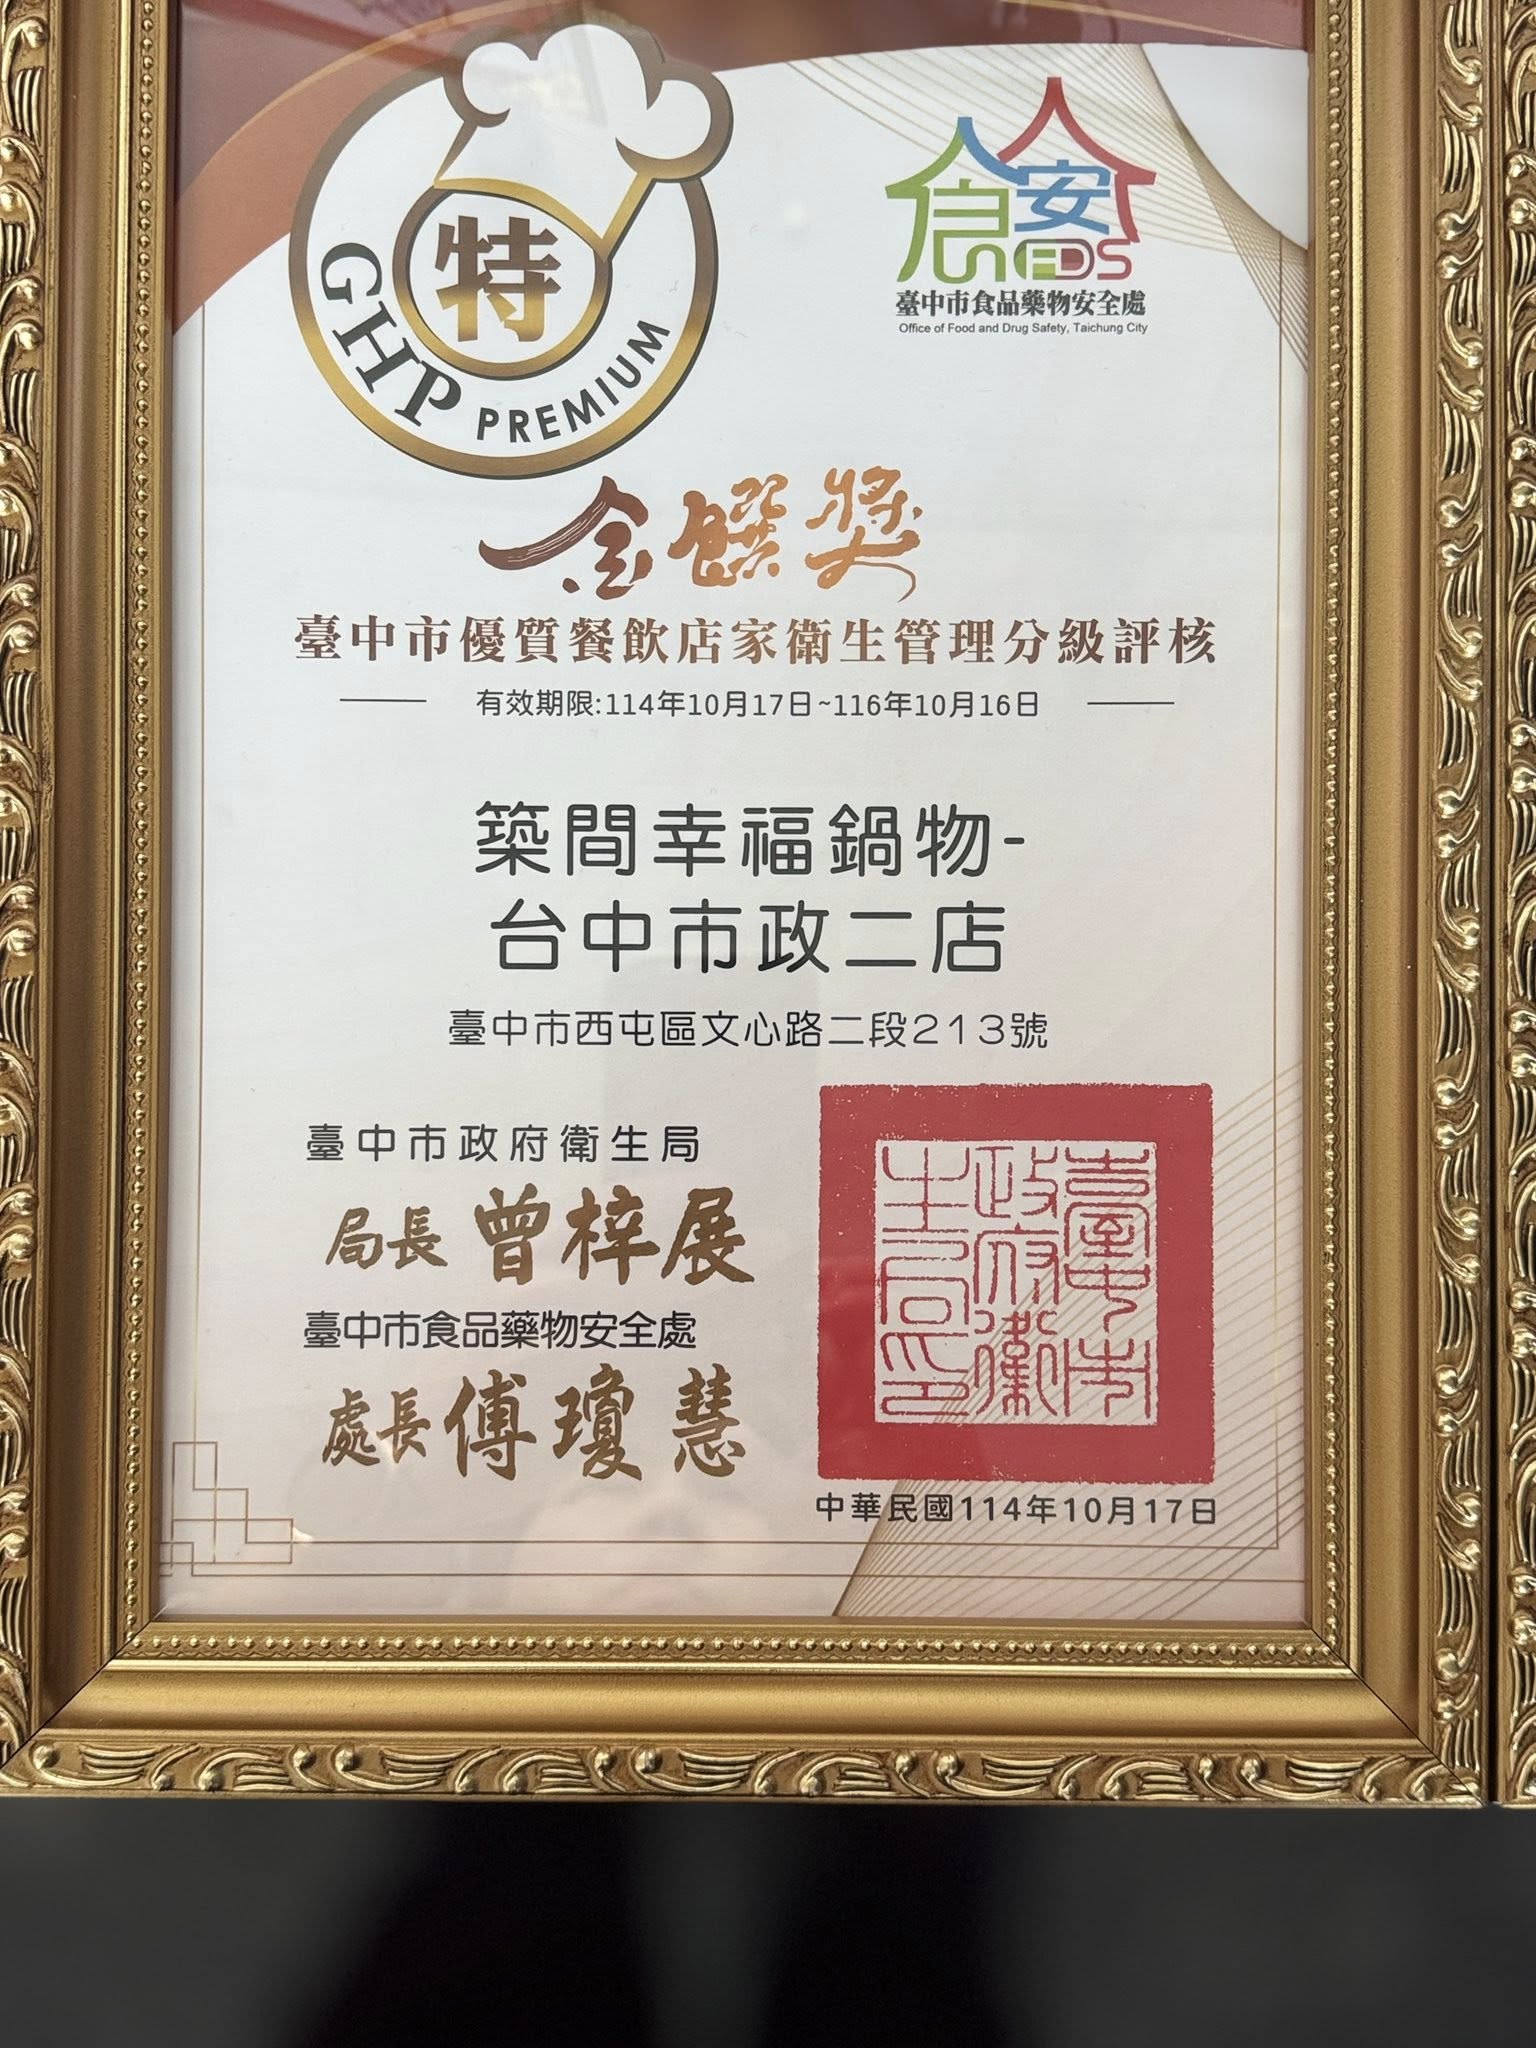 特
GHP PREMIUM
食安
FDS
臺中市食品藥物安全處
Office of Food and Drug Safety, Taichung City
金饌獎
臺中市優質餐飲店家衛生管理分級評核
有效期限:114年10月17日~116年10月16日
築間幸福鍋物-
台中市政二店
臺中市西屯區文心路二段213號
臺中市政府衛生局
局長 曾梓展
臺中市食品藥物安全處
處長 傅瓊慧
臺中市
政府衛
生局印
中華民國114年10月17日